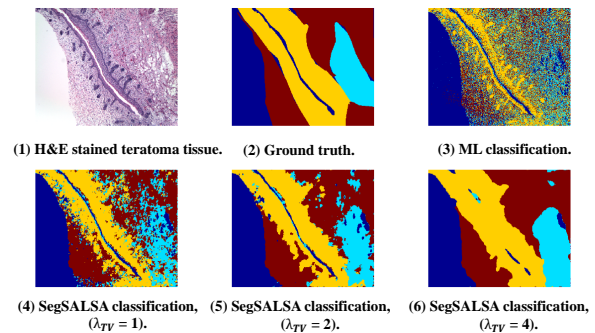 (1) H&E stained teratoma tissue.
(2) Ground truth.
(3) ML classification.
(4) SegSALSA classification,
(λTV = 1).
(5) SegSALSA classification,
(λTV = 2).
(6) SegSALSA classification,
(λTV = 4).